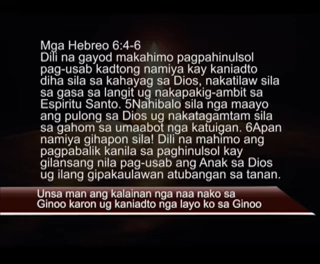 Mga Hebreo 6:4-6
Dili na gayod makahimo pagpahinulsol
pag-usab kadtong namiya kay kaniadto
diha sila sa kahayag sa Dios, nakatilaw sila
sa gasa sa langit ug nakapakig-ambit sa
Espiritu Santo. 5Nahibalo sila nga maayo
ang pulong sa Dios ug nakatagamtam sila
sa gahom sa umaabot nga katuigan. 6Apan
namiya gihapon sila! Dili na mahimo ang
pagpabalik kanila sa paghinulsol kay
gilansang nila pag-usab ang Anak sa Dios
ug ilang gipakaulawan atubangan sa tanan.
Unsa man ang kalainan nga naa nako sa
Ginoo karon ug kaniadto nga layo ko sa Ginoo